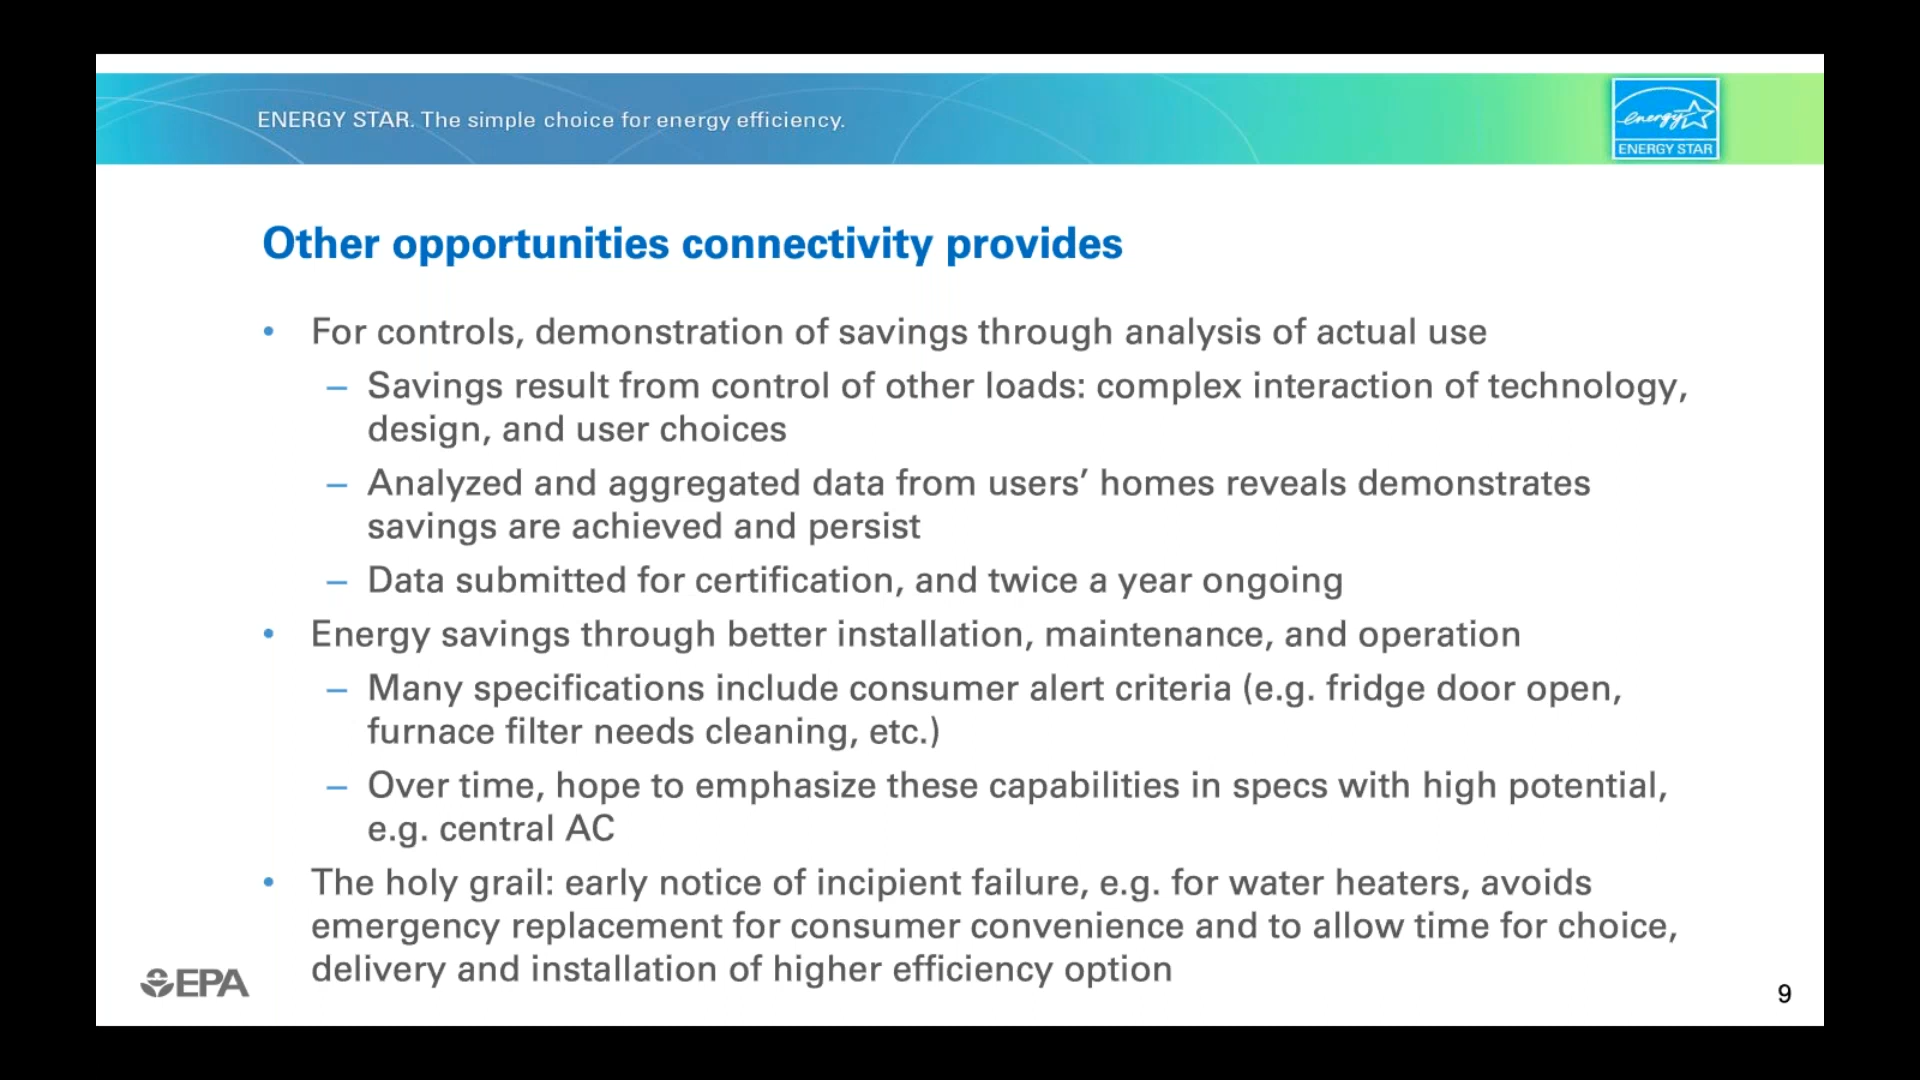 ENERGY STAR. The simple choice for energy efficiency.
energy
ENERGY STAR
Other opportunities connectivity provides
• For controls, demonstration of savings through analysis of actual use
– Savings result from control of other loads: complex interaction of technology,
design, and user choices
– Analyzed and aggregated data from users’ homes reveals demonstrates
savings are achieved and persist
– Data submitted for certification, and twice a year ongoing
• Energy savings through better installation, maintenance, and operation
– Many specifications include consumer alert criteria (e.g. fridge door open,
furnace filter needs cleaning, etc.)
– Over time, hope to emphasize these capabilities in specs with high potential,
e.g. central AC
• The holy grail: early notice of incipient failure, e.g. for water heaters, avoids
emergency replacement for consumer convenience and to allow time for choice,
delivery and installation of higher efficiency option
EPA
9